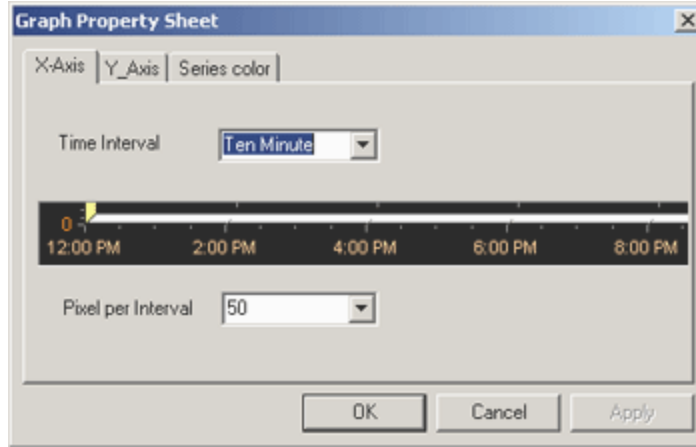 Graph Property Sheet
X-Axis Y_Axis Series color
Time Interval Ten Minute
0
12:00 PM 2:00 PM 4:00 PM 6:00 PM 8:00 PM
Pixel per Interval 50
OK Cancel Apply